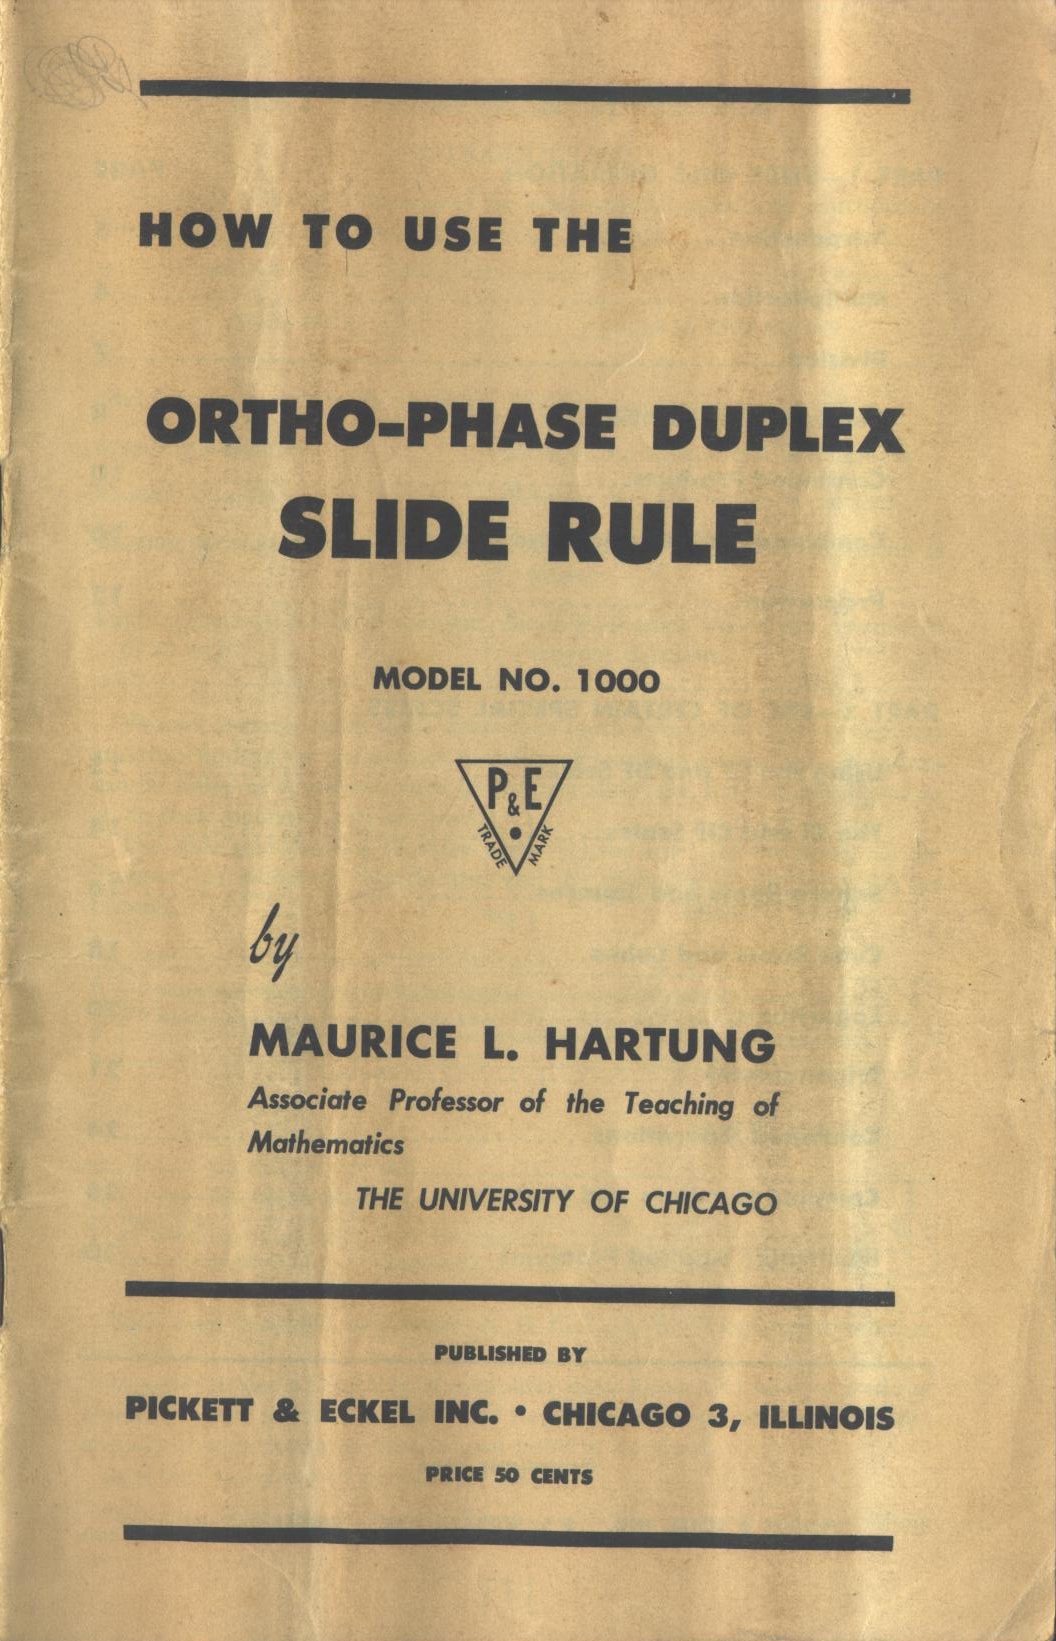 HOW TO USE THE
ORTHO-PHASE DUPLEX
SLIDE RULE
MODEL NO. 1000
P&E
TRADE MARK
by
MAURICE L. HARTUNG
Associate Professor of the Teaching of
Mathematics
THE UNIVERSITY OF CHICAGO
PUBLISHED BY
PICKETT & ECKEL INC. • CHICAGO 3, ILLINOIS
PRICE 50 CENTS